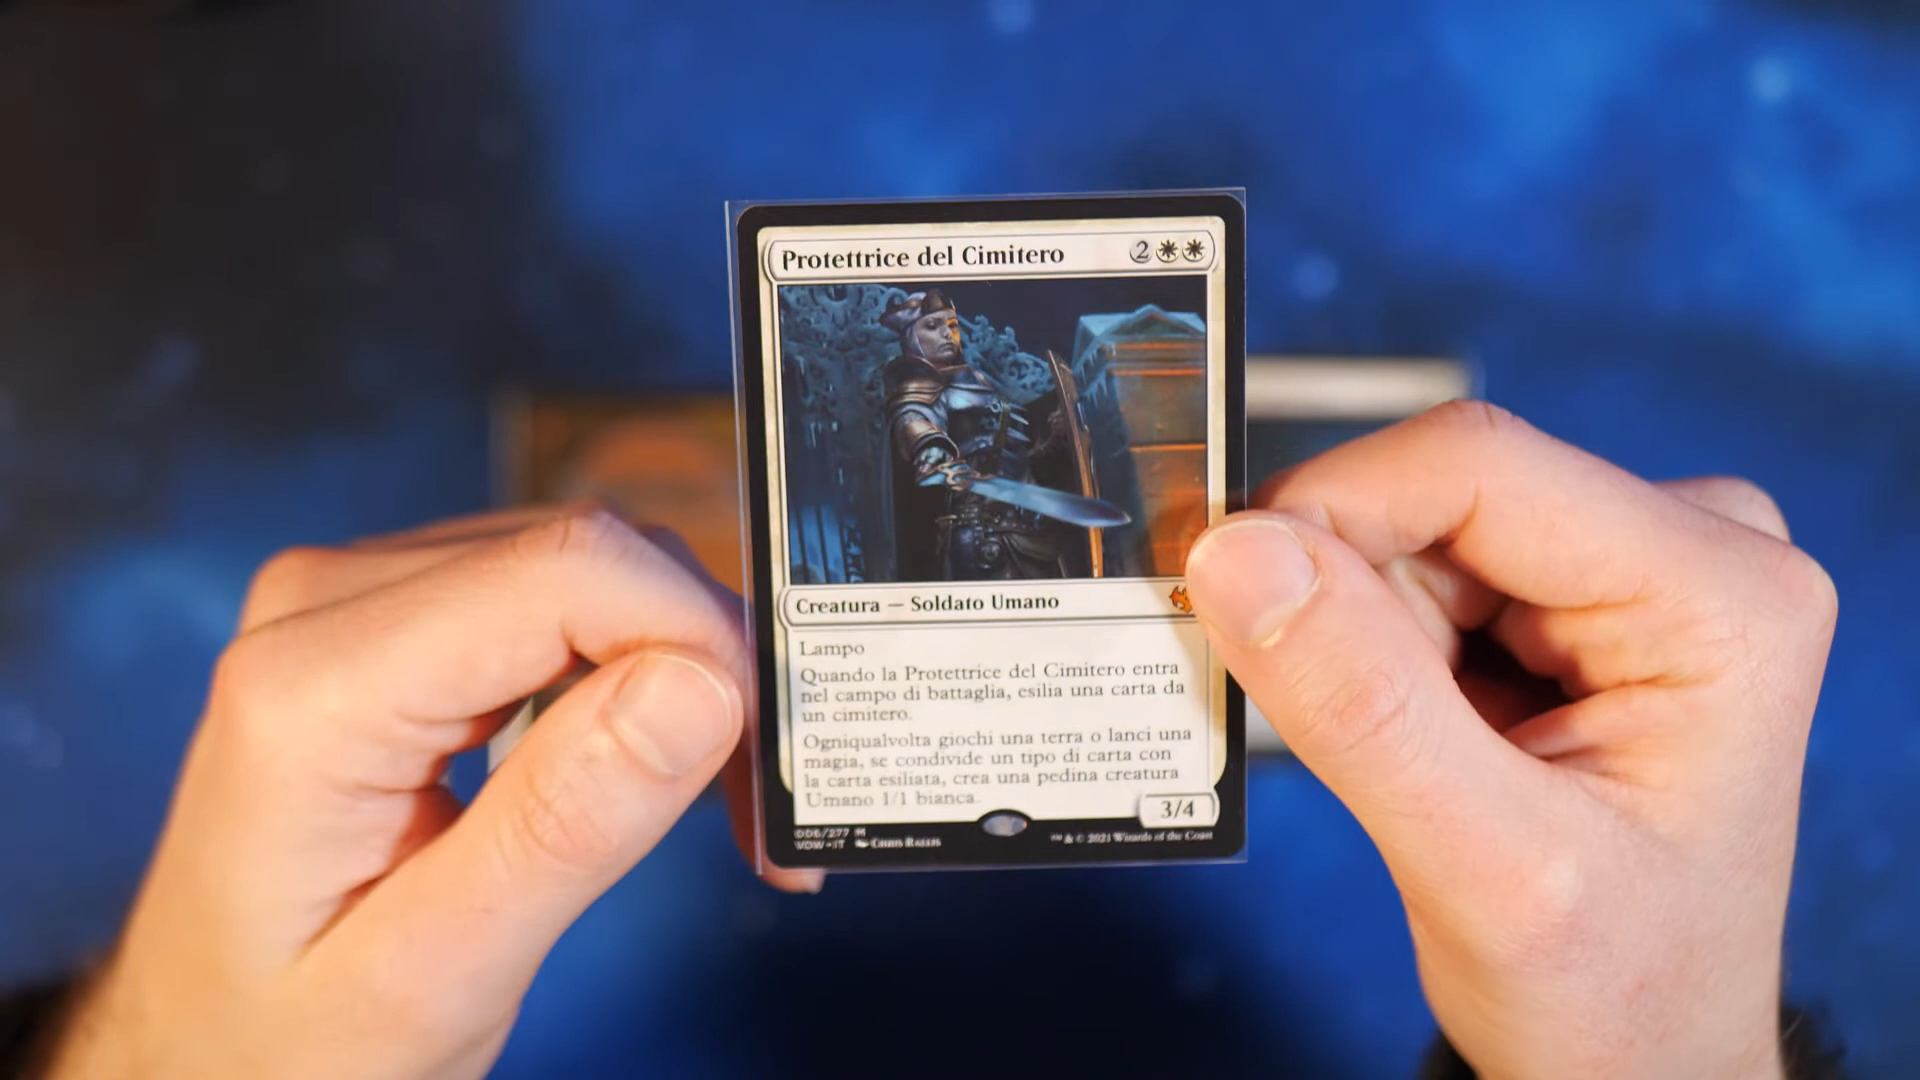 Protettrice del Cimitero 2
Creatura — Soldato Umano
Lampo
Quando la Protettrice del Cimitero entra
nel campo di battaglia, esilia una carta da
un cimitero.
Ogniqualvolta giochi una terra o lanci una
magia, se condivide un tipo di carta con
la carta esiliata, crea una pedina creatura
Umano 1/1 bianca.
3/4
006/277 M
VOW • IT Chris Rallis
™ & © 2021 Wizards of the Coast